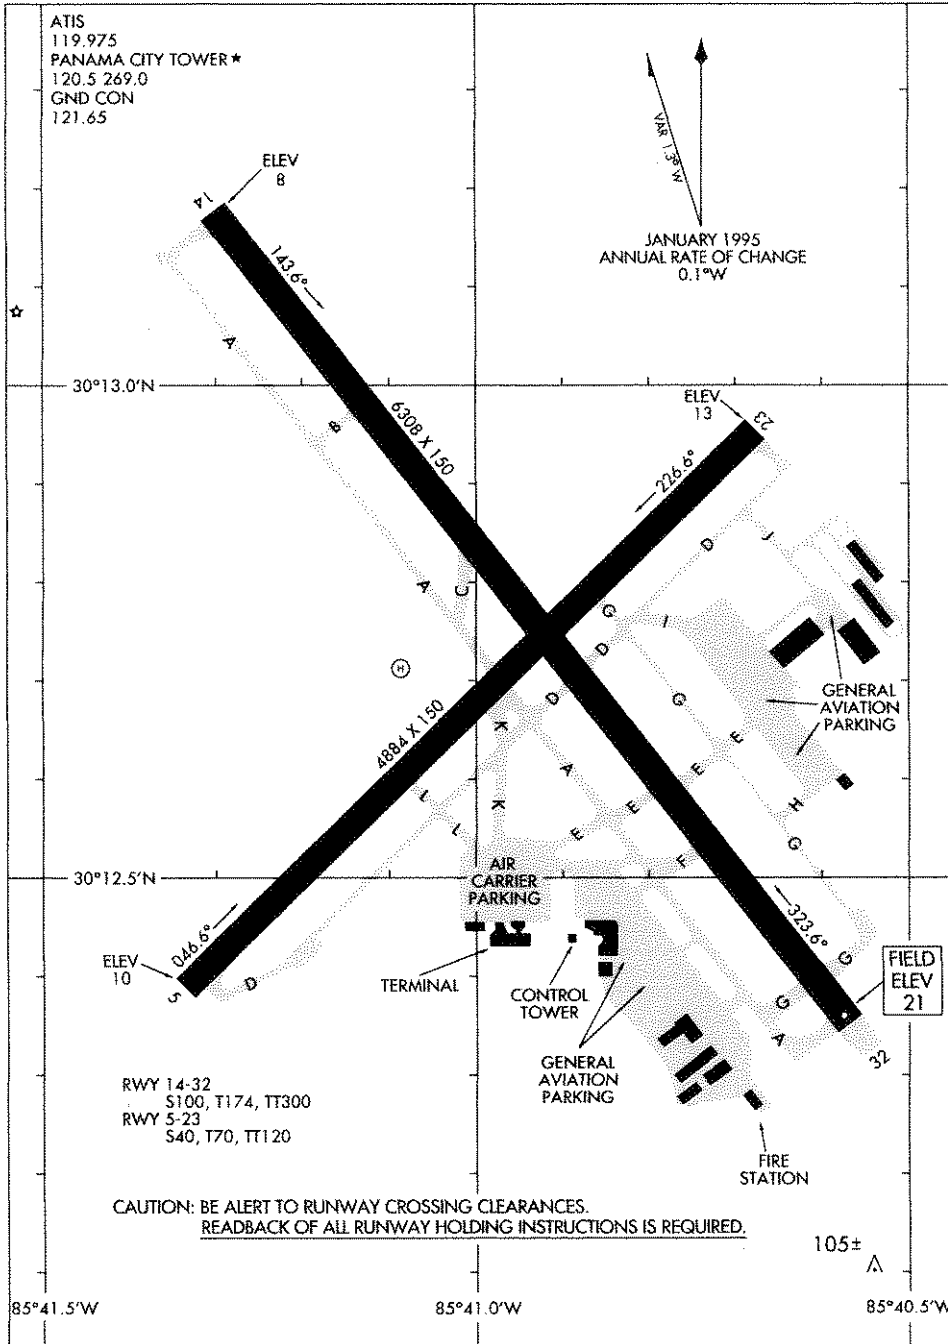 ATIS
119.975
PANAMA CITY TOWER ★
120.5 269.0
GND CON
121.65
VAR 1.3° W
JANUARY 1995
ANNUAL RATE OF CHANGE
0.1°W
ELEV
8
14
143.6°
A
30°13.0'N
B
6308 X 150
ELEV
13
23
226.6°
D
J
A
C
G
I
D
H
GENERAL
AVIATION
PARKING
D
G
K
E
4884 X 150
A
E
L
K
E
H
L
E
G
F
AIR
CARRIER
PARKING
30°12.5'N
046.6°
323.6°
ELEV
10
5
D
TERMINAL
CONTROL
TOWER
G
FIELD
ELEV
21
G
A
32
GENERAL
AVIATION
PARKING
RWY 14-32
S100, T174, TT300
RWY 5-23
S40, T70, TT120
FIRE
STATION
CAUTION: BE ALERT TO RUNWAY CROSSING CLEARANCES.
READBACK OF ALL RUNWAY HOLDING INSTRUCTIONS IS REQUIRED.
105±
85°41.5'W
85°41.0'W
85°40.5'W